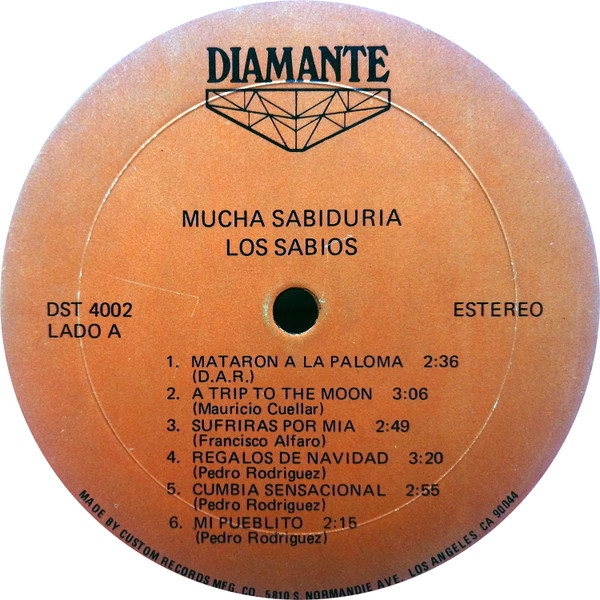 DIAMANTE
MUCHA SABIDURIA
LOS SABIOS
DST 4002
LADO A
ESTEREO
1. MATARON A LA PALOMA 2:36
(D.A.R.)
2. A TRIP TO THE MOON 3:06
(Mauricio Cuellar)
3. SUFRIRAS POR MIA 2:49
(Francisco Alfaro)
4. REGALOS DE NAVIDAD 3:20
(Pedro Rodriguez)
5. CUMBIA SENSACIONAL 2:55
(Pedro Rodriguez)
6. MI PUEBLITO 2:15
(Pedro Rodriguez)
MADE BY CUSTOM RECORDS MFG. CO. 5810 S. NORMANDIE AVE. LOS ANGELES, CA 90044